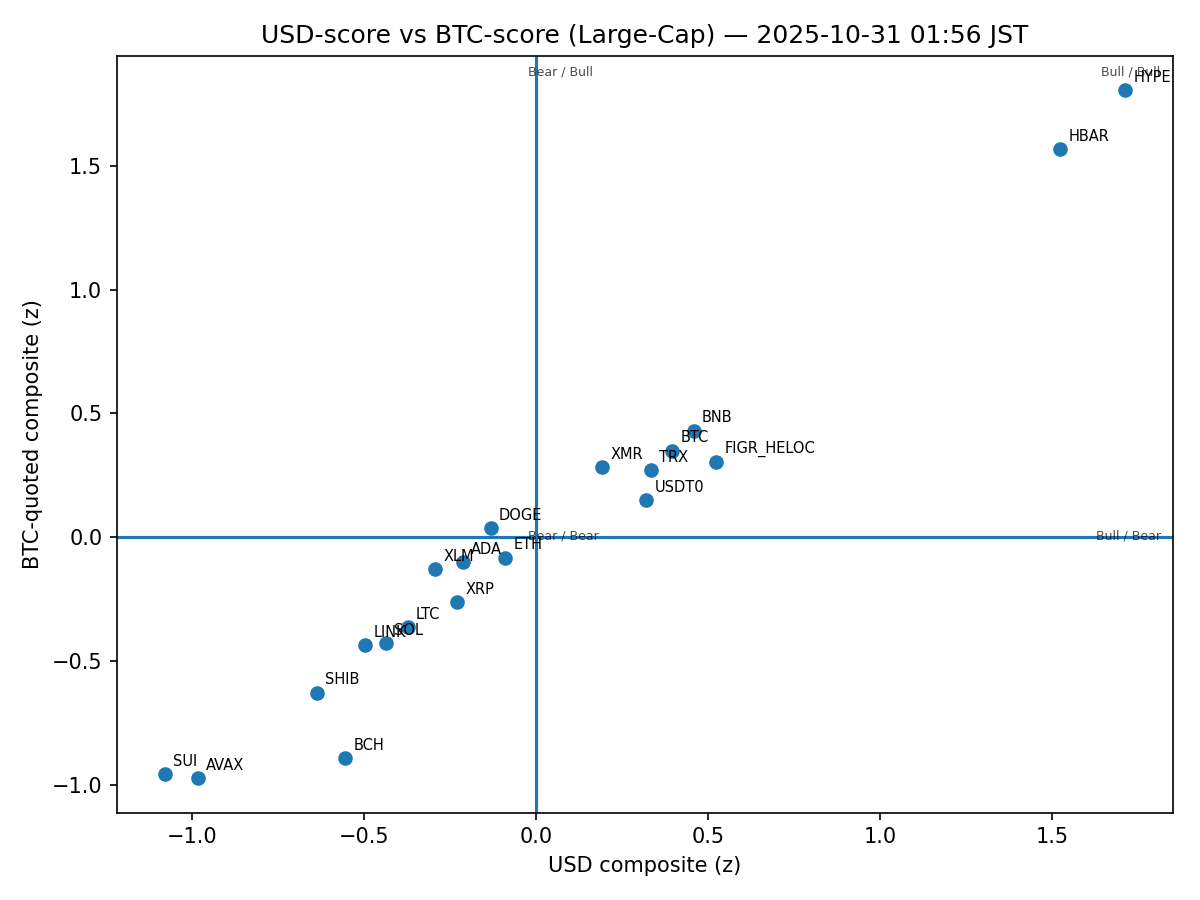 USD-score vs BTC-score (Large-Cap) — 2025-10-31 01:56 JST
Bear / Bull
Bull / Bull
HYPE
HBAR
BNB
BTC
FIGR_HELOC
XMR
TRX
USDT0
DOGE
Bear / Bear
Bull / Bear
ETH
ADA
XLM
XRP
LTC
LINK
SOL
SHIB
BCH
SUI
AVAX
1.5
1.0
0.5
0.0
−0.5
−1.0
BTC-quoted composite (z)
−1.0
−0.5
0.0
0.5
1.0
1.5
USD composite (z)